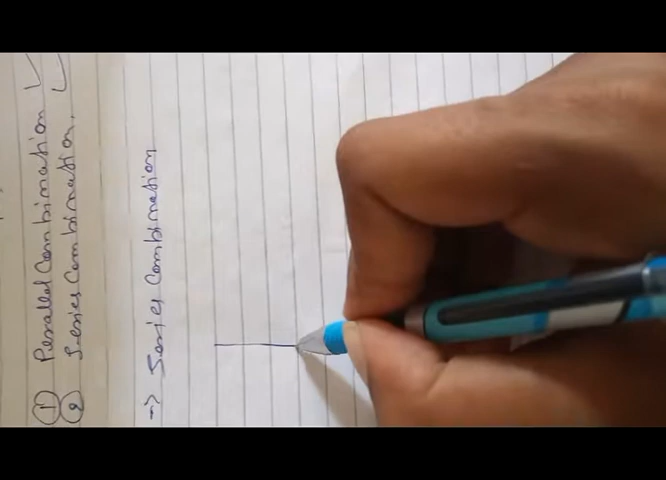 ① Parallel Combination ✓
② Series Combination. ✓
→ Series Combination